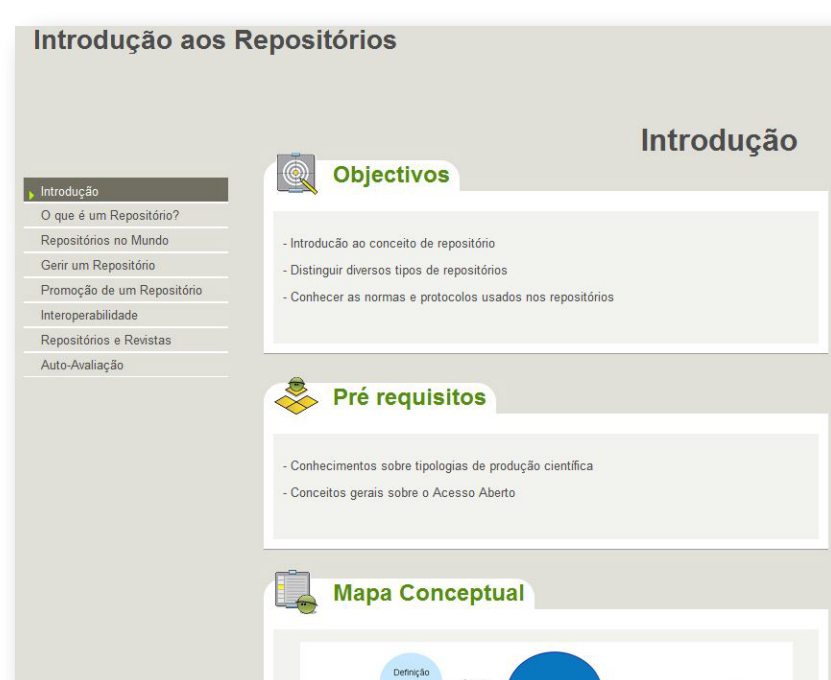 Introdução aos Repositórios
Introdução
Introdução
O que é um Repositório?
Repositórios no Mundo
Gerir um Repositório
Promoção de um Repositório
Interoperabilidade
Repositórios e Revistas
Auto-Avaliação
Objectivos
- Introducão ao conceito de repositório
- Distinguir diversos tipos de repositórios
- Conhecer as normas e protocolos usados nos repositórios
Pré requisitos
- Conhecimentos sobre tipologias de produção científica
- Conceitos gerais sobre o Acesso Aberto
Mapa Conceptual
Definição